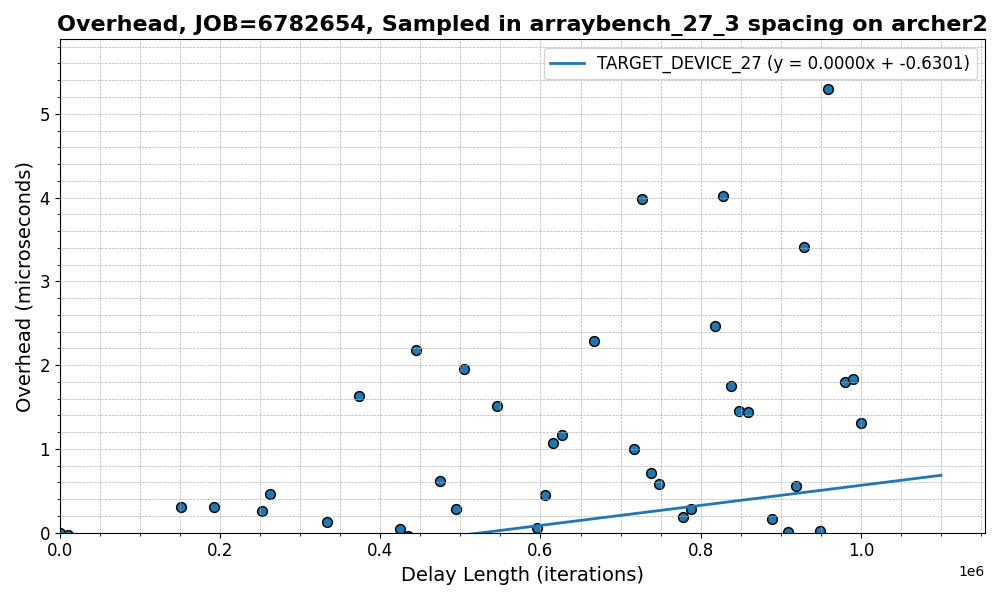 Overhead, JOB=6782654, Sampled in arraybench_27_3 spacing on archer2
TARGET_DEVICE_27 (y = 0.0000x + -0.6301)
Overhead (microseconds)
5
4
3
2
1
0
0.0 0.2 0.4 0.6 0.8 1.0
1e6
Delay Length (iterations)